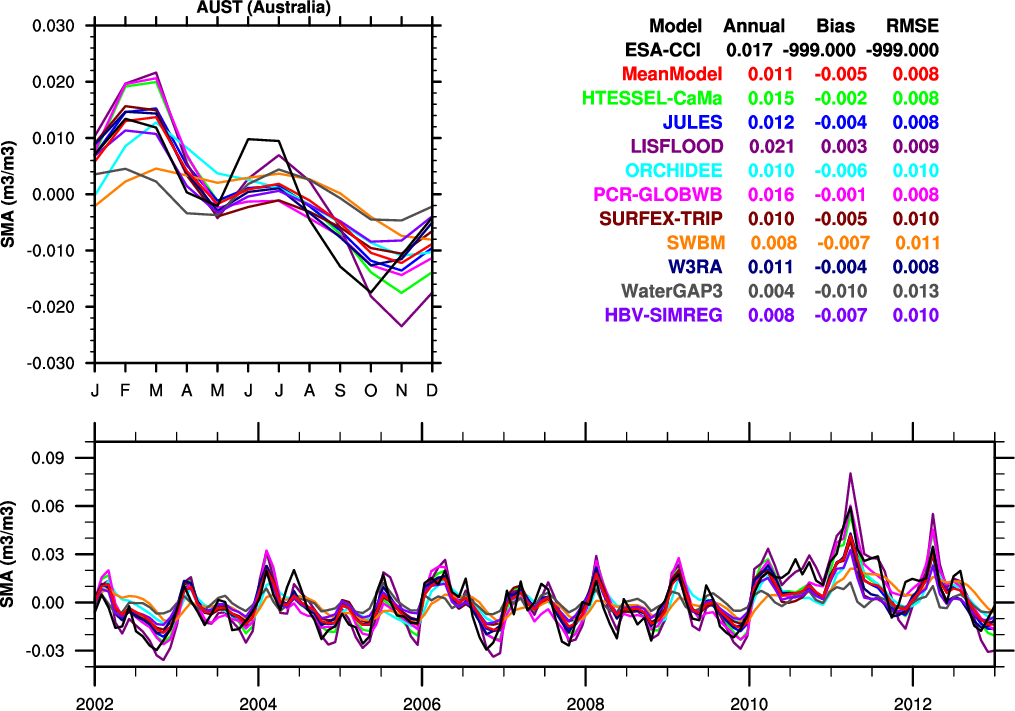 AUST (Australia)
0.030
0.020
0.010
0.000
-0.010
-0.020
-0.030
SMA (m3/m3)
J F M A M J J A S O N D
Model Annual Bias RMSE
ESA-CCI 0.017 -999.000 -999.000
MeanModel 0.011 -0.005 0.008
HTESSEL-CaMa 0.015 -0.002 0.008
JULES 0.012 -0.004 0.008
LISFLOOD 0.021 0.003 0.009
ORCHIDEE 0.010 -0.006 0.010
PCR-GLOBWB 0.016 -0.001 0.008
SURFEX-TRIP 0.010 -0.005 0.010
SWBM 0.008 -0.007 0.011
W3RA 0.011 -0.004 0.008
WaterGAP3 0.004 -0.010 0.013
HBV-SIMREG 0.008 -0.007 0.010
0.09
0.06
0.03
0.00
-0.03
SMA (m3/m3)
2002 2004 2006 2008 2010 2012